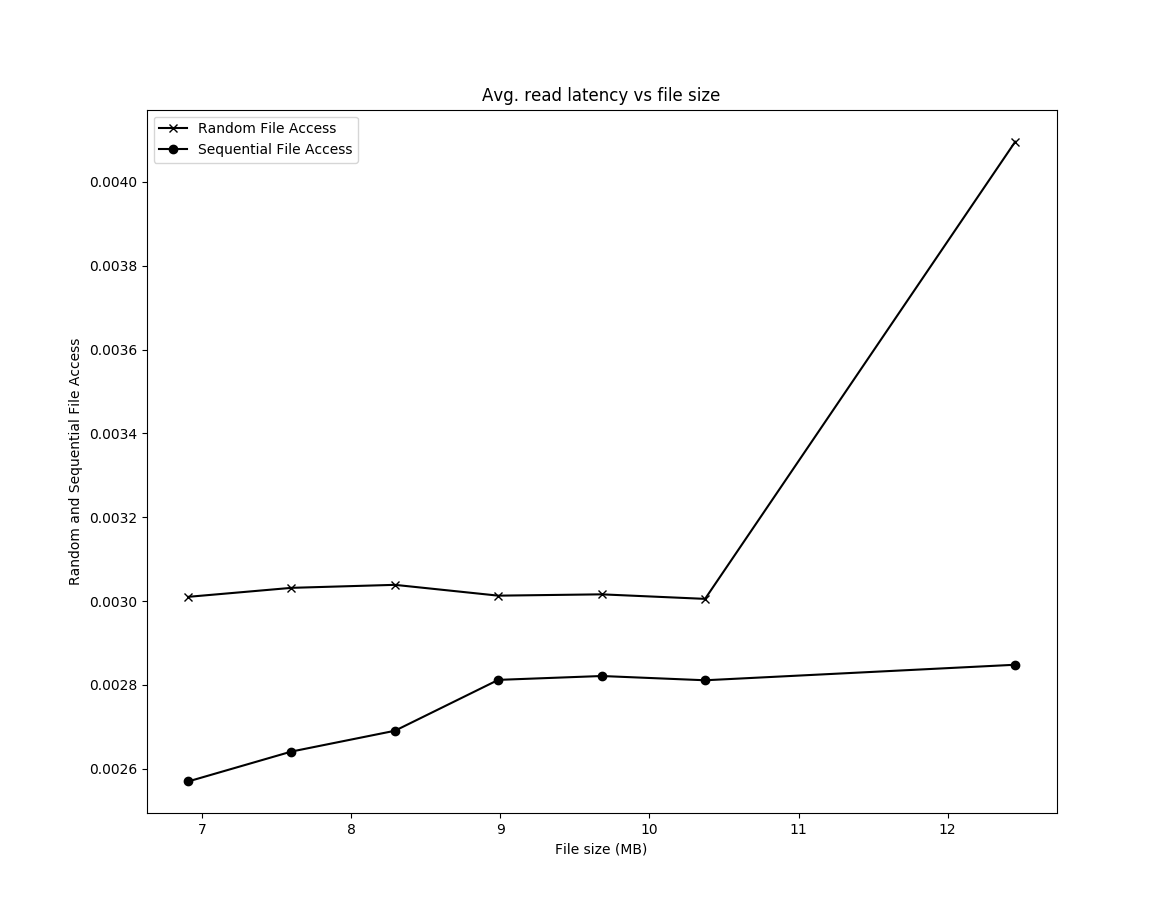 Avg. read latency vs file size
Random File Access
Sequential File Access
0.0040
0.0038
0.0036
0.0034
0.0032
0.0030
0.0028
0.0026
Random and Sequential File Access
7 8 9 10 11 12
File size (MB)